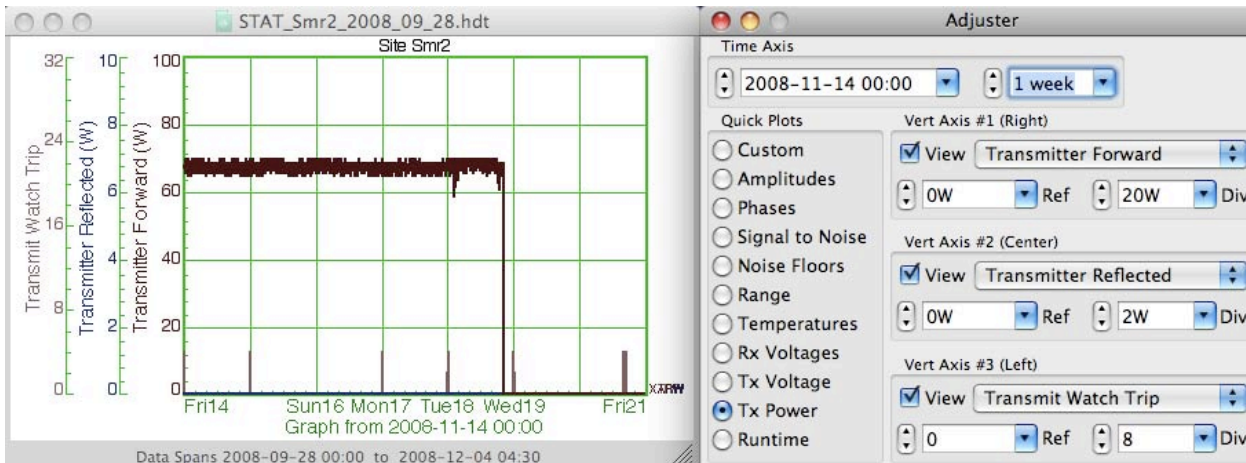 STAT_Smr2_2008_09_28.hdt
Site Smr2
32
24
16
8
0
Transmit Watch Trip
10
8
6
4
2
0
Transmitter Reflected (W)
100
80
60
40
20
0
Transmitter Forward (W)
Fri14 Sun16 Mon17 Tue18 Wed19 Fri21
Graph from 2008-11-14 00:00
Data Spans 2008-09-28 00:00 to 2008-12-04 04:30
Adjuster
Time Axis
2008-11-14 00:00 1 week
Quick Plots
Custom
Amplitudes
Phases
Signal to Noise
Noise Floors
Range
Temperatures
Rx Voltages
Tx Voltage
Tx Power
Runtime
Vert Axis #1 (Right)
View Transmitter Forward
0W Ref 20W Div
Vert Axis #2 (Center)
View Transmitter Reflected
0W Ref 2W Div
Vert Axis #3 (Left)
View Transmit Watch Trip
0 Ref 8 Div